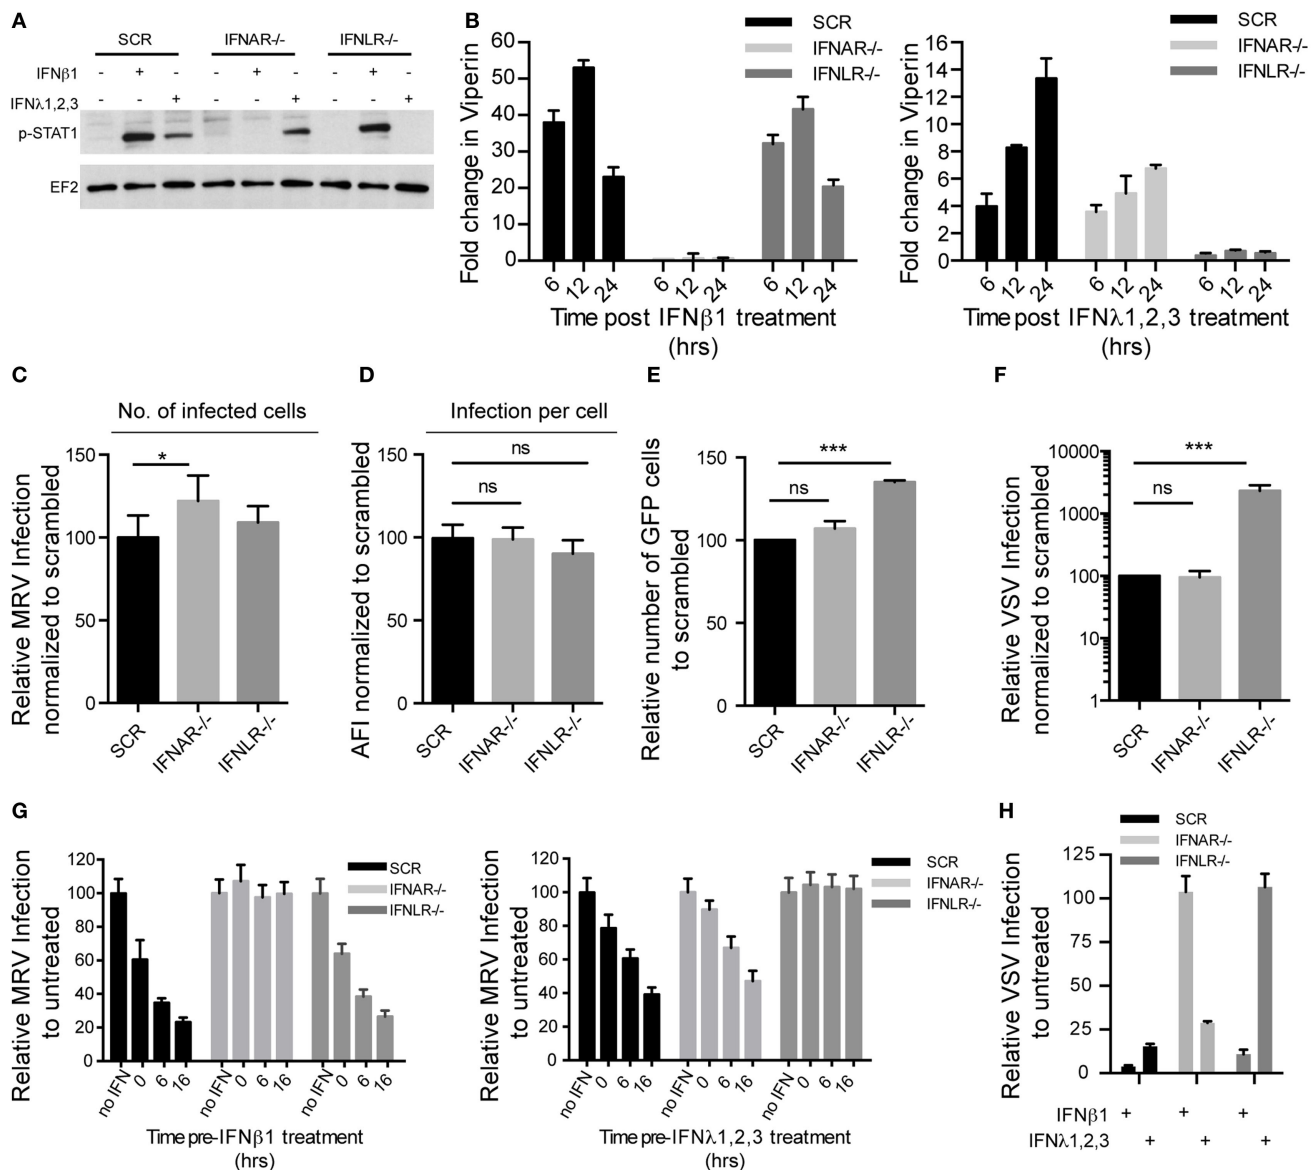 A
SCR IFNAR-/- IFNLR-/-
IFNβ1 - + - - + - - + -
IFNλ1,2,3 - - + - - + - - +
p-STAT1
EF2
B
SCR
IFNAR-/-
IFNLR-/-
Fold change in Viperin
60
50
40
30
20
10
0
6 12 24 6 12 24 6 12 24
Time post IFNβ1 treatment
(hrs)
SCR
IFNAR-/-
IFNLR-/-
Fold change in Viperin
16
14
12
10
8
6
4
2
0
6 12 24 6 12 24 6 12 24
Time post IFNλ1,2,3 treatment
(hrs)
C
No. of infected cells
Relative MRV Infection
normalized to scrambled
150
100
50
0
*
SCR IFNAR-/- IFNLR-/-
D
Infection per cell
AFI normalized to scrambled
150
100
50
0
ns
ns
SCR IFNAR-/- IFNLR-/-
E
Relative number of GFP cells
to scrambled
150
100
50
0
***
ns
SCR IFNAR-/- IFNLR-/-
F
Relative VSV Infection
normalized to scrambled
10000
1000
100
10
1
***
ns
SCR IFNAR-/- IFNLR-/-
G
Relative MRV Infection
to untreated
120
100
80
60
40
20
0
SCR
IFNAR-/-
IFNLR-/-
no IFN 0 6 16 no IFN 0 6 16 no IFN 0 6 16
Time pre-IFNβ1 treatment
(hrs)
Relative MRV Infection
to untreated
120
100
80
60
40
20
0
SCR
IFNAR-/-
IFNLR-/-
no IFN 0 6 16 no IFN 0 6 16 no IFN 0 6 16
Time pre-IFNλ1,2,3 treatment
(hrs)
H
SCR
IFNAR-/-
IFNLR-/-
Relative VSV Infection
to untreated
125
100
75
50
25
0
IFNβ1 + + +
IFNλ1,2,3 + + +